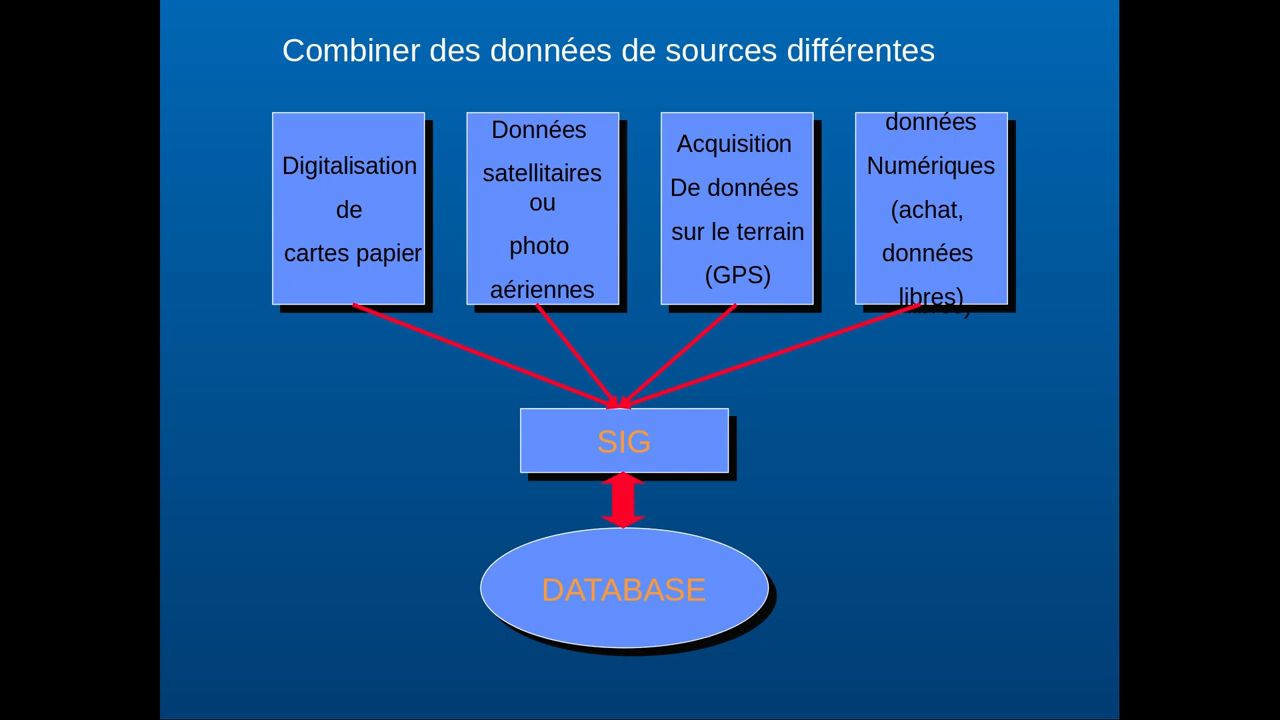 Combiner des données de sources différentes
Digitalisation
de
cartes papier
Données
satellitaires
ou
photo
aériennes
Acquisition
De données
sur le terrain
(GPS)
données
Numériques
(achat,
données
libres)
SIG
DATABASE